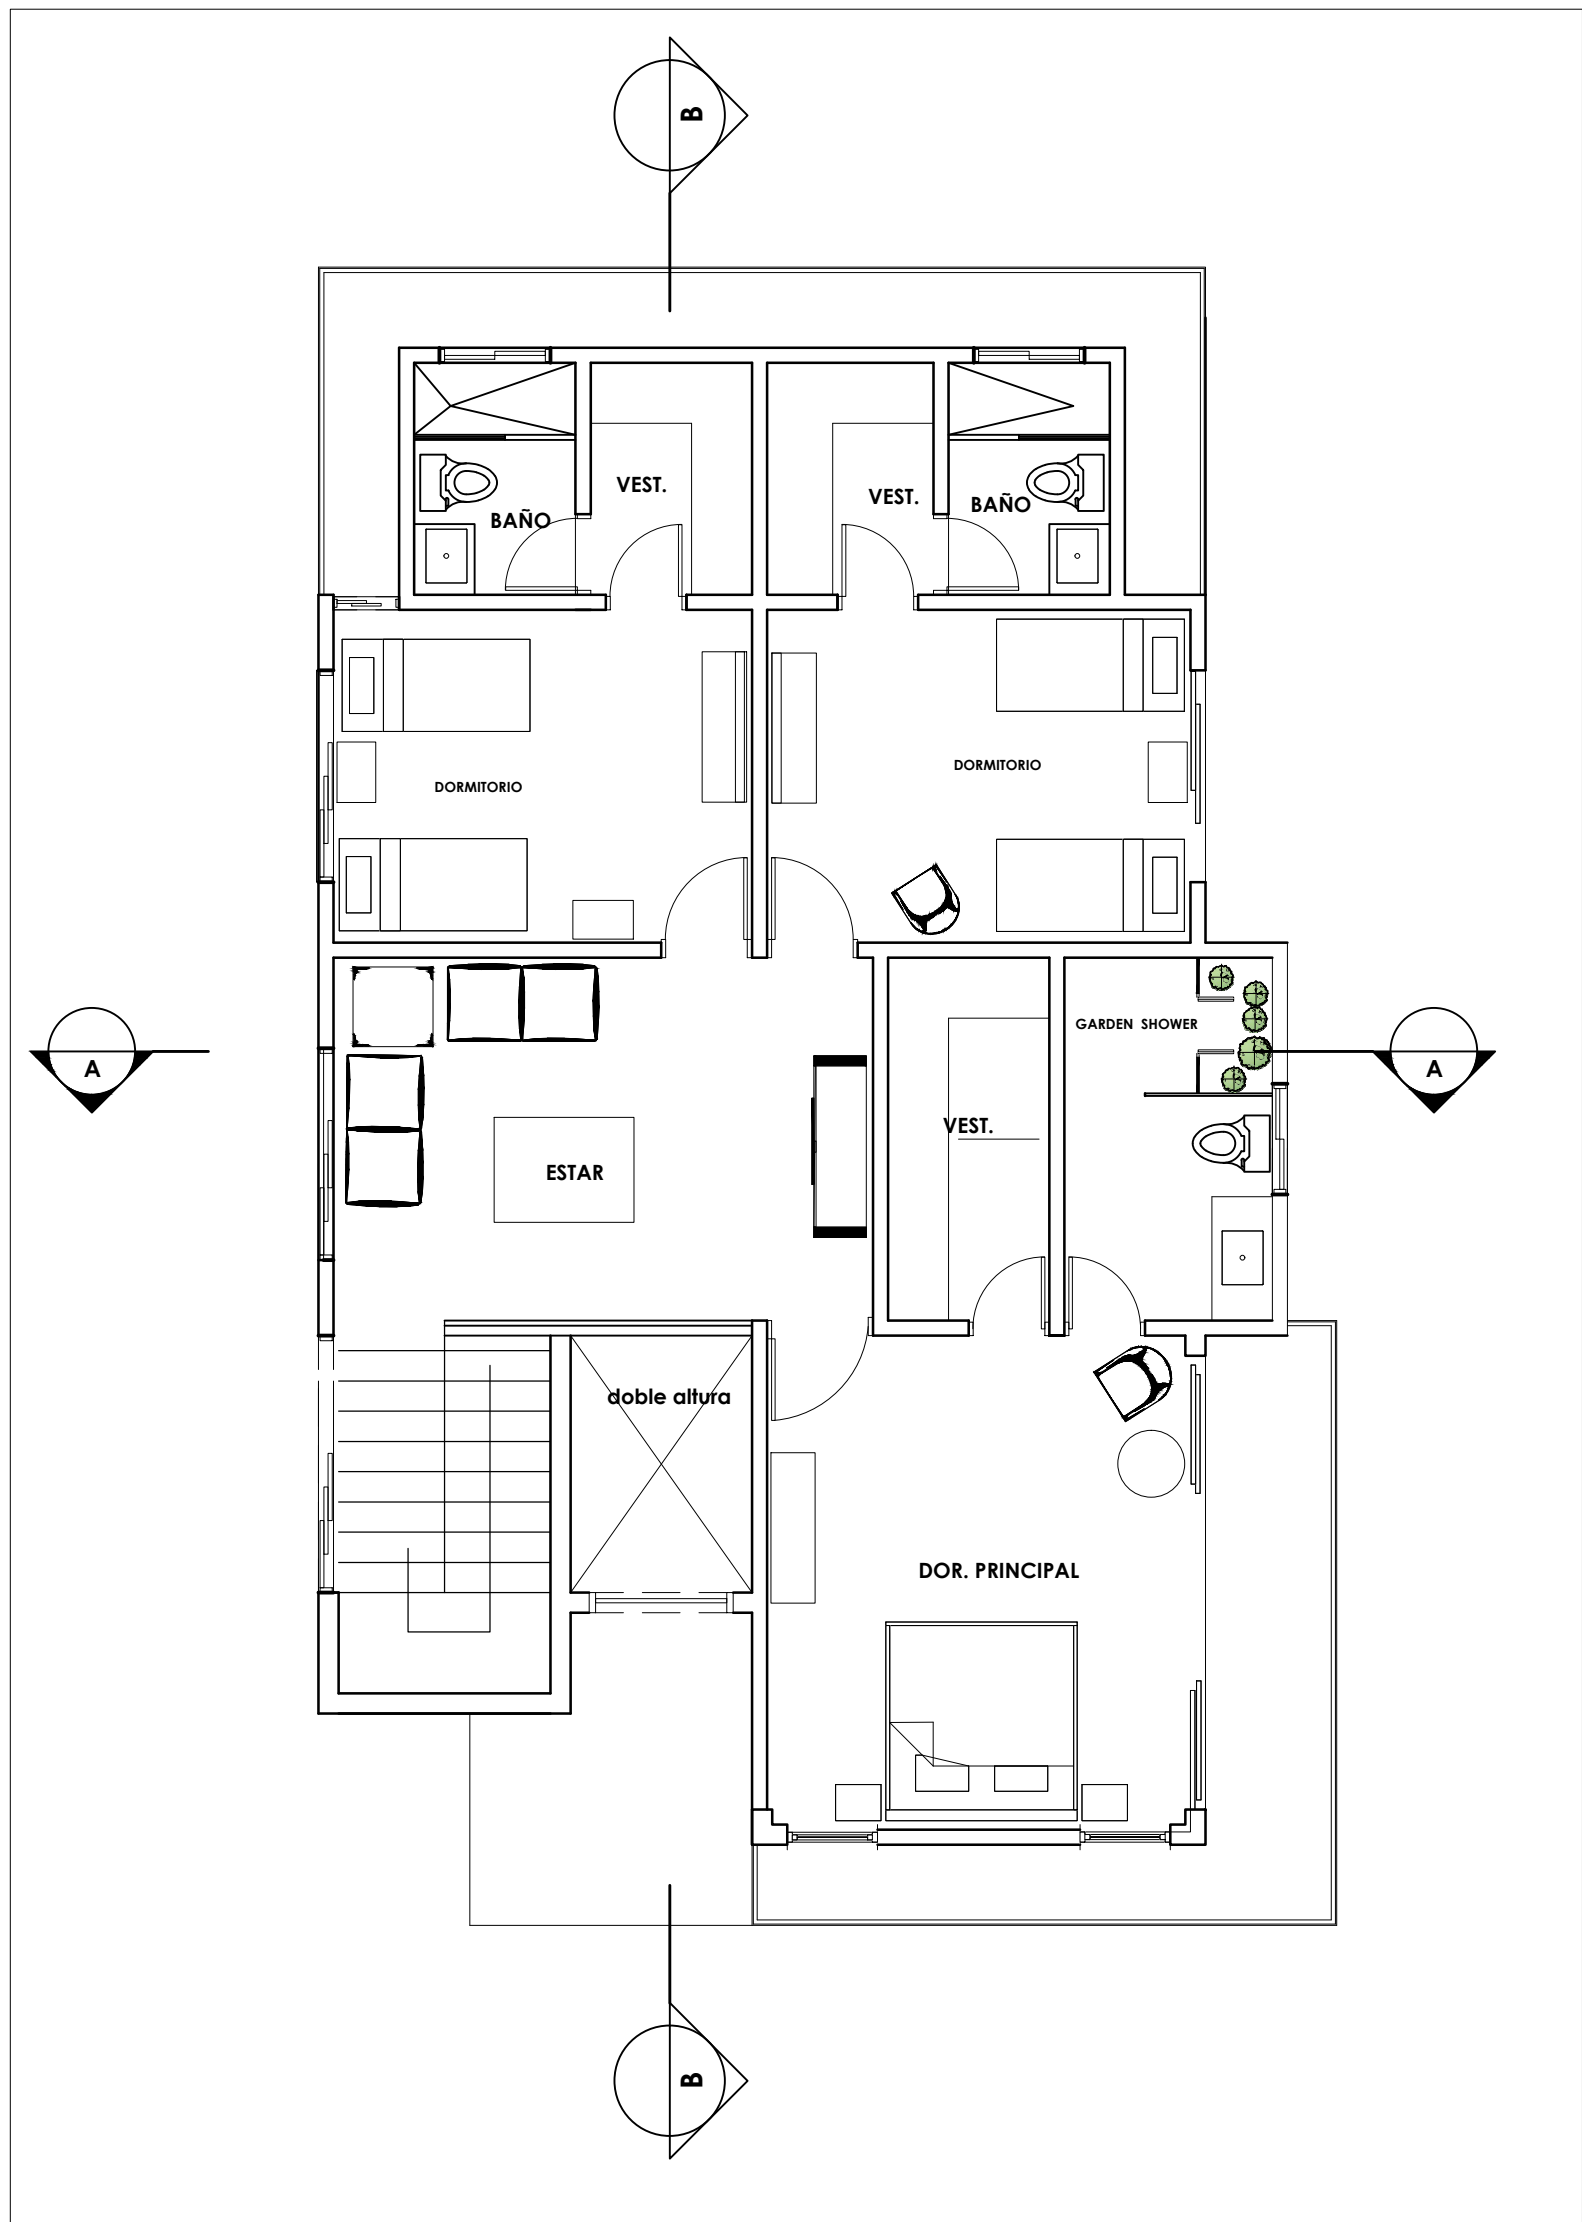 B
VEST.
VEST.
BAÑO
BAÑO
DORMITORIO
DORMITORIO
GARDEN SHOWER
A
A
VEST.
ESTAR
doble altura
DOR. PRINCIPAL
B